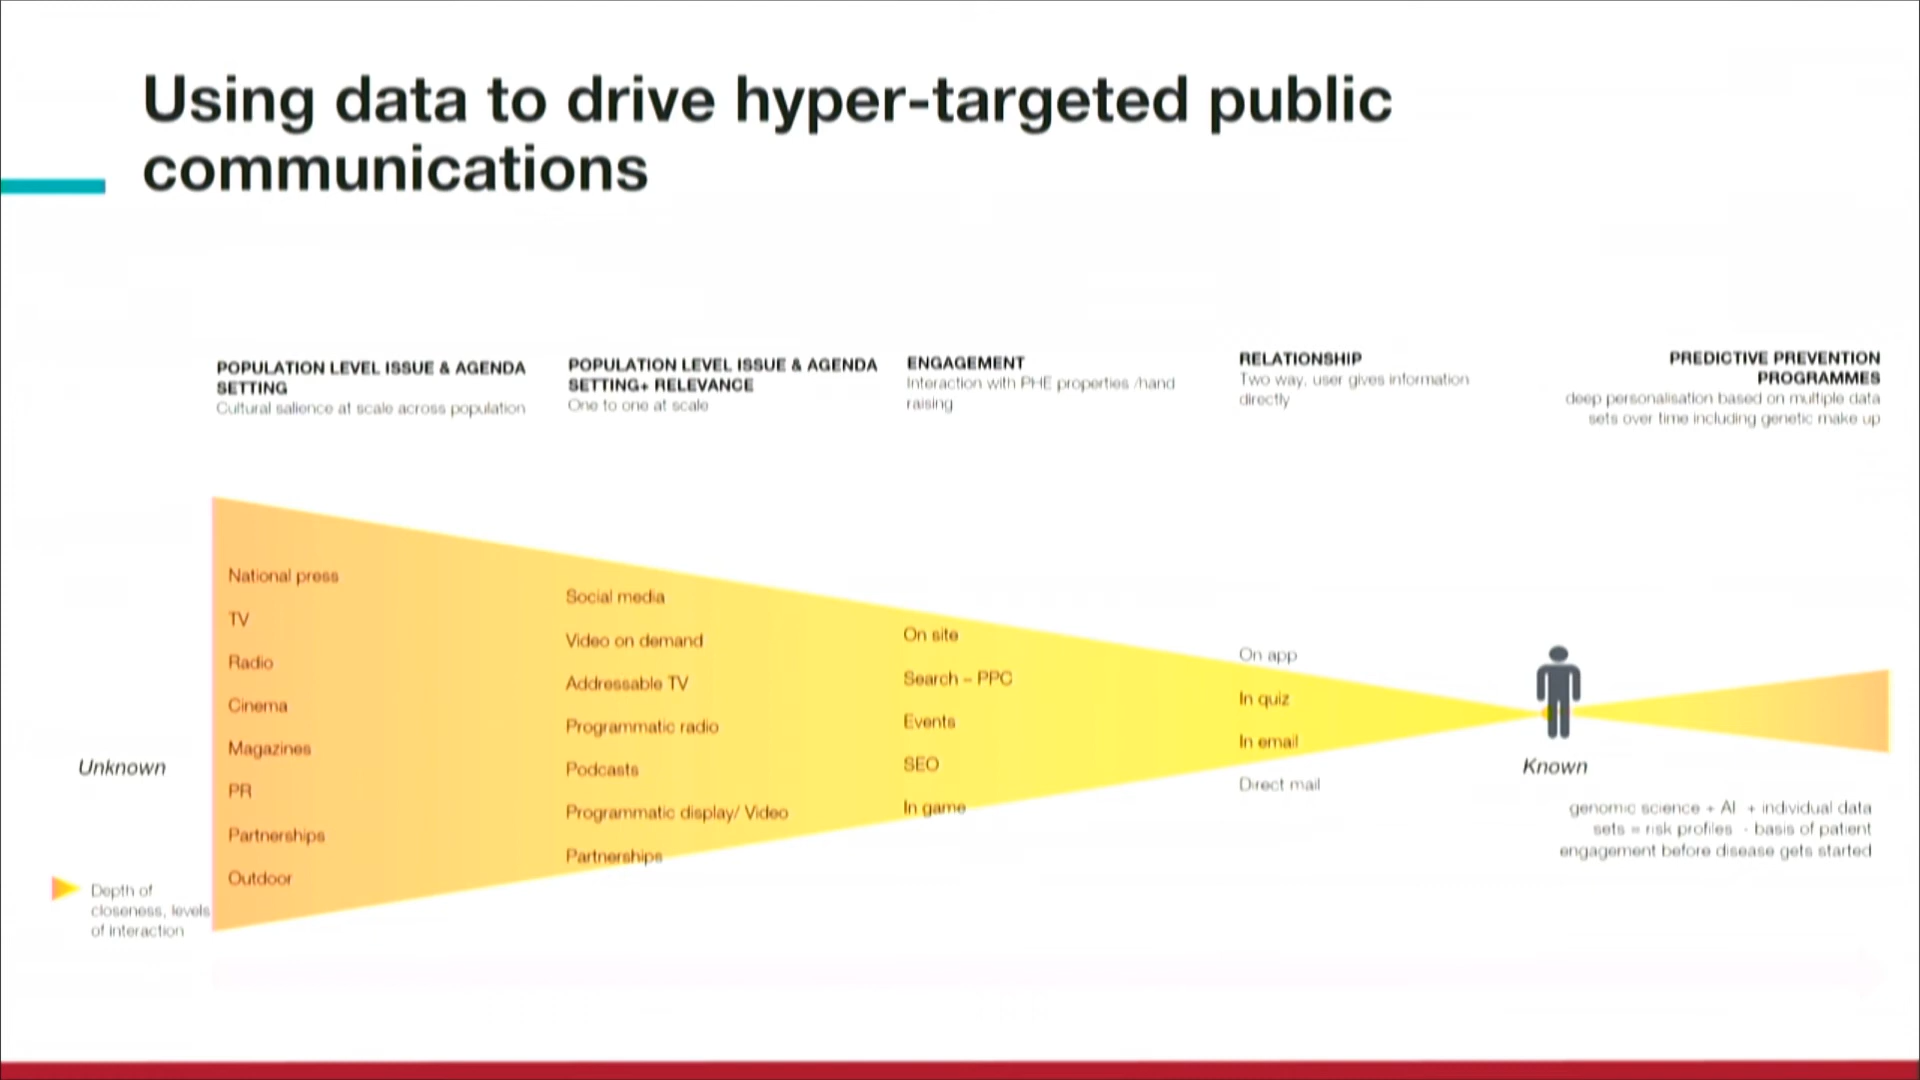 Using data to drive hyper-targeted public
communications
POPULATION LEVEL ISSUE & AGENDA
SETTING
Cultural salience at scale across population
POPULATION LEVEL ISSUE & AGENDA
SETTING+ RELEVANCE
One to one at scale
ENGAGEMENT
Interaction with PHE properties /hand
raising
RELATIONSHIP
Two way, user gives information
directly
PREDICTIVE PREVENTION
PROGRAMMES
deep personalisation based on multiple data
sets over time including genetic make up
National press
TV
Radio
Cinema
Magazines
PR
Partnerships
Outdoor
Social media
Video on demand
Addressable TV
Programmatic radio
Podcasts
Programmatic display/ Video
Partnerships
On site
Search – PPC
Events
SEO
In game
On app
In quiz
In email
Direct mail
Unknown
Known
genomic science + AI + individual data
sets = risk profiles - basis of patient
engagement before disease gets started
Depth of
closeness, levels
of interaction